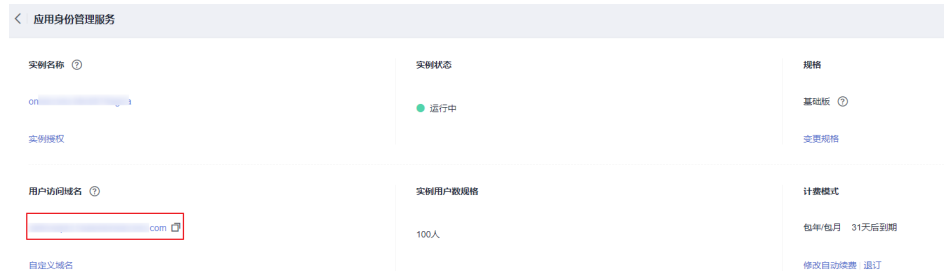 应用身份管理服务
实例名称
实例状态
规格
on
运行中
基础版
实例授权
变更规格
用户访问域名
实例用户数规格
计费模式
com
100人
包年/包月 31天后到期
自定义域名
修改自动续费 退订